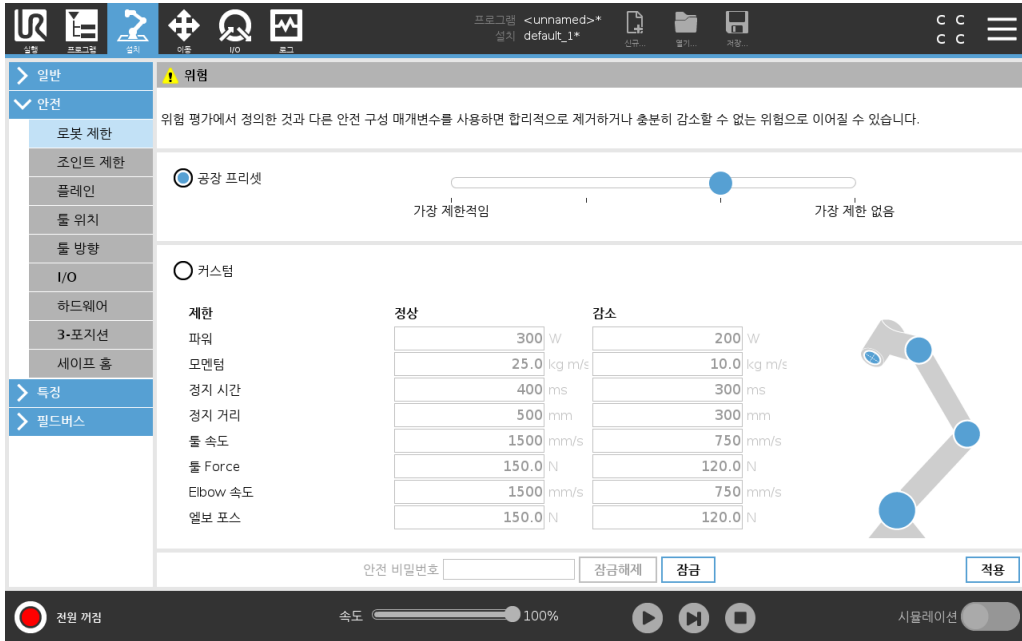 UR
실행
프로그램
설치
이동
I/O
로그
프로그램 <unnamed>*
설치 default_1*
신규...
열기...
저장...
C C
C C
일반
안전
로봇 제한
조인트 제한
플레인
툴 위치
툴 방향
I/O
하드웨어
3-포지션
세이프 홈
특징
필드버스
위험
위험 평가에서 정의한 것과 다른 안전 구성 매개변수를 사용하면 합리적으로 제거하거나 충분히 감소할 수 없는 위험으로 이어질 수 있습니다.
공장 프리셋
가장 제한적임 가장 제한 없음
커스텀
제한 정상 감소
파워 300 W 200 W
모멘텀 25.0 kg m/s 10.0 kg m/s
정지 시간 400 ms 300 ms
정지 거리 500 mm 300 mm
툴 속도 1500 mm/s 750 mm/s
툴 Force 150.0 N 120.0 N
Elbow 속도 1500 mm/s 750 mm/s
엘보 포스 150.0 N 120.0 N
안전 비밀번호 잠금해제 잠금 적용
전원 꺼짐 속도 100% 시뮬레이션